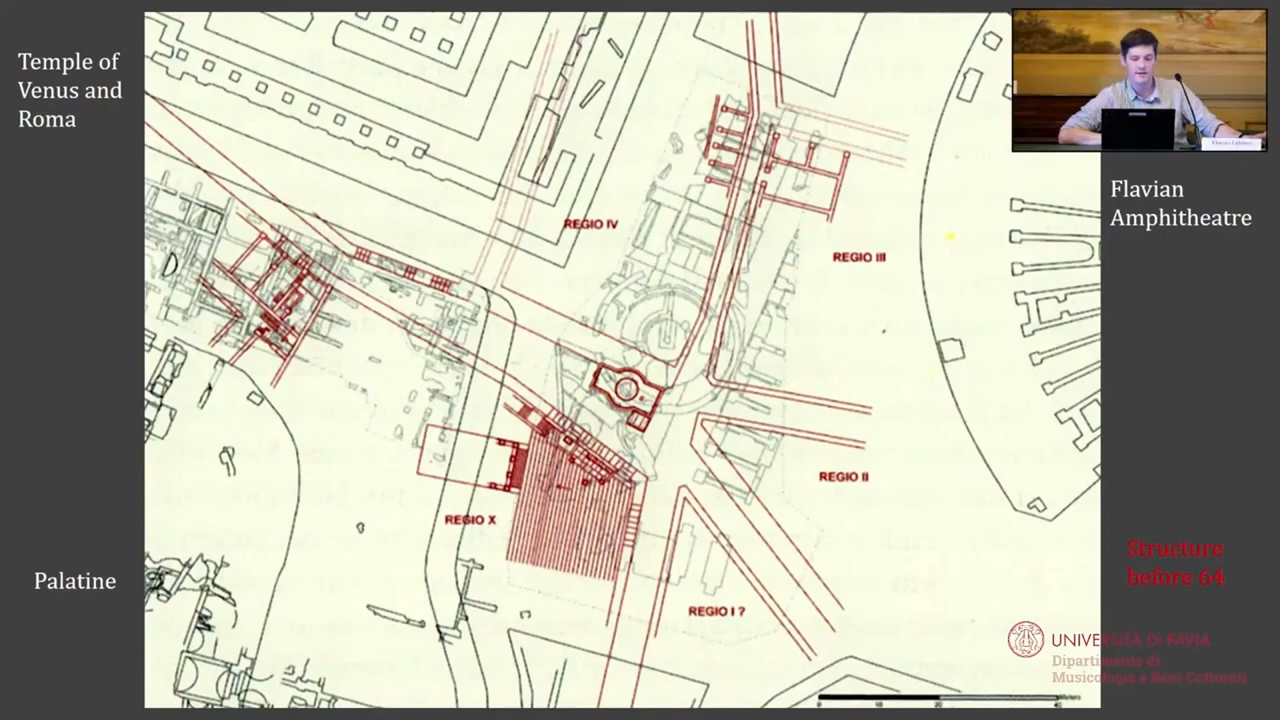 Temple of
Venus and
Roma
Flavian
Amphitheatre
REGIO IV
REGIO III
REGIO II
REGIO X
REGIO I ?
Palatine
Structure
before 64
UNIVERSITÀ DI PAVIA
Dipartimento di
Musicologia e Beni Culturali